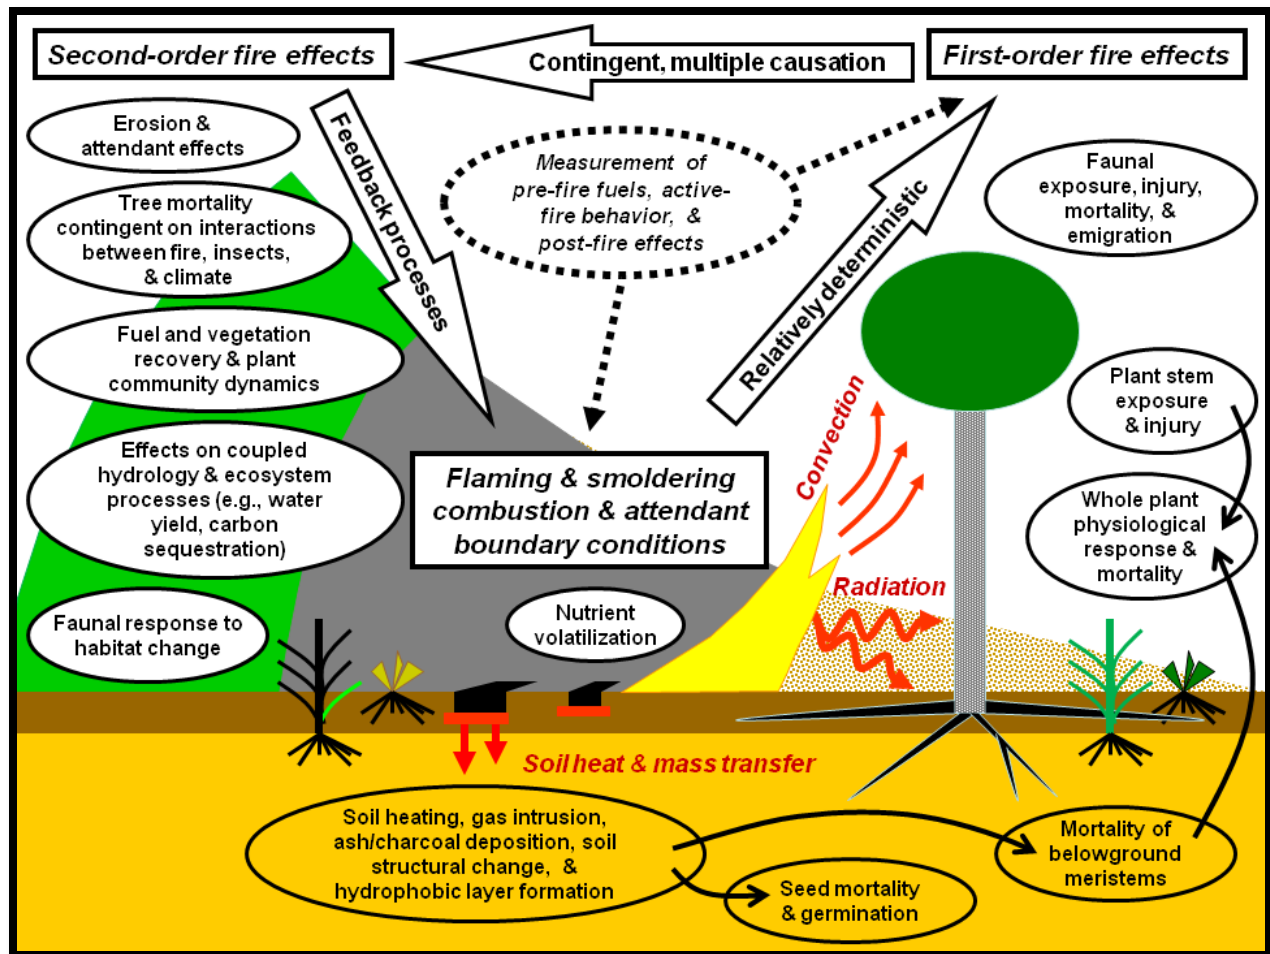 Second-order fire effects
Contingent, multiple causation
First-order fire effects
Erosion &
attendant effects
Feedback processes
Measurement of
pre-fire fuels, active-
fire behavior, &
post-fire effects
Relatively deterministic
Faunal
exposure, injury,
mortality, &
emigration
Tree mortality
contingent on interactions
between fire, insects,
& climate
Fuel and vegetation
recovery & plant
community dynamics
Plant stem
exposure
& injury
Convection
Effects on coupled
hydrology & ecosystem
processes (e.g., water
yield, carbon
sequestration)
Flaming & smoldering
combustion & attendant
boundary conditions
Whole plant
physiological
response &
mortality
Radiation
Faunal response to
habitat change
Nutrient
volatilization
Soil heat & mass transfer
Soil heating, gas intrusion,
ash/charcoal deposition, soil
structural change, &
hydrophobic layer formation
Mortality of
belowground
meristems
Seed mortality
& germination